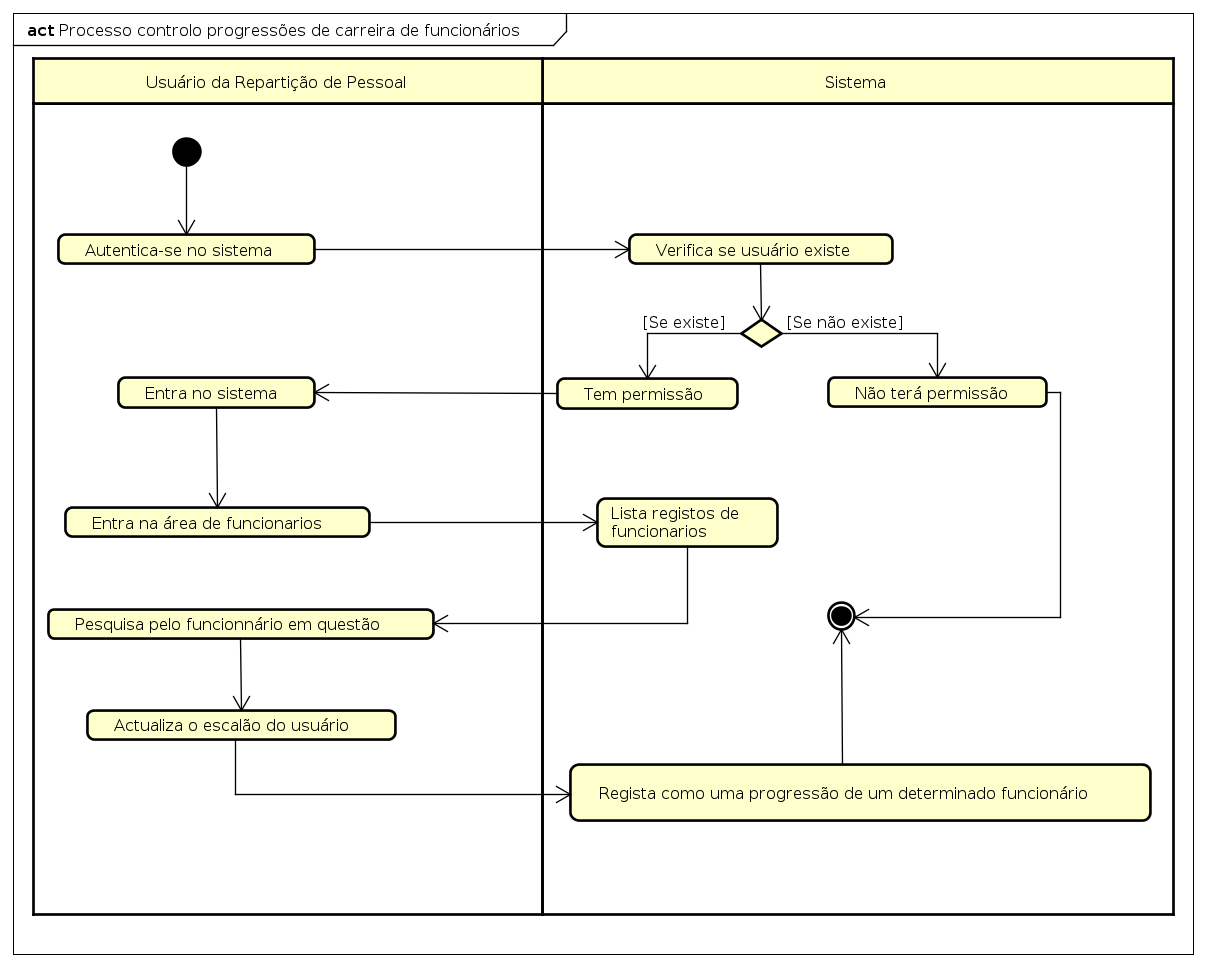 act Processo controlo progressões de carreira de funcionários
Usuário da Repartição de Pessoal
Sistema
Autentica-se no sistema
Verifica se usuário existe
[Se existe]
[Se não existe]
Entra no sistema
Tem permissão
Não terá permissão
Entra na área de funcionarios
Lista registos de
funcionarios
Pesquisa pelo funcionnário em questão
Actualiza o escalão do usuário
Regista como uma progressão de um determinado funcionário